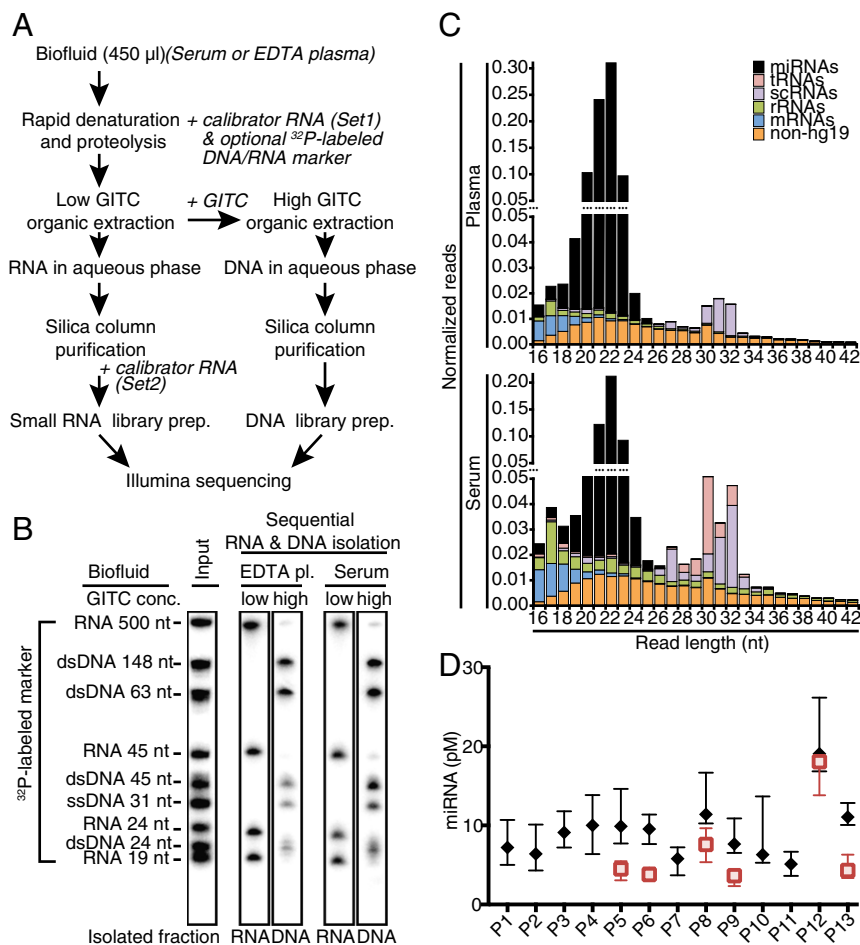 A
Biofluid (450 µl)(Serum or EDTA plasma)
Rapid denaturation
and proteolysis
+ calibrator RNA (Set1)
& optional ³²P-labeled
DNA/RNA marker
Low GITC
organic extraction
+ GITC
High GITC
organic extraction
RNA in aqueous phase
DNA in aqueous phase
Silica column
purification
Silica column
purification
+ calibrator RNA
(Set2)
Small RNA library prep.
DNA library prep.
Illumina sequencing
B
Sequential
RNA & DNA isolation
Biofluid
Input
EDTA pl.
Serum
GITC conc.
low high
low high
³²P-labeled marker
RNA 500 nt
dsDNA 148 nt
dsDNA 63 nt
RNA 45 nt
dsDNA 45 nt
ssDNA 31 nt
RNA 24 nt
dsDNA 24 nt
RNA 19 nt
Isolated fraction
RNA DNA
RNA DNA
C
miRNAs
tRNAs
scRNAs
rRNAs
mRNAs
non-hg19
Normalized reads
Plasma
0.30
0.25
0.20
0.15
0.10
0.05
0.05
0.04
0.03
0.02
0.01
0.00
16 18 20 22 24 26 28 30 32 34 36 38 40 42
Serum
0.20
0.15
0.10
0.05
0.05
0.04
0.03
0.02
0.01
0.00
16 18 20 22 24 26 28 30 32 34 36 38 40 42
Read length (nt)
D
miRNA (pM)
30
20
10
0
P1 P2 P3 P4 P5 P6 P7 P8 P9 P10 P11 P12 P13